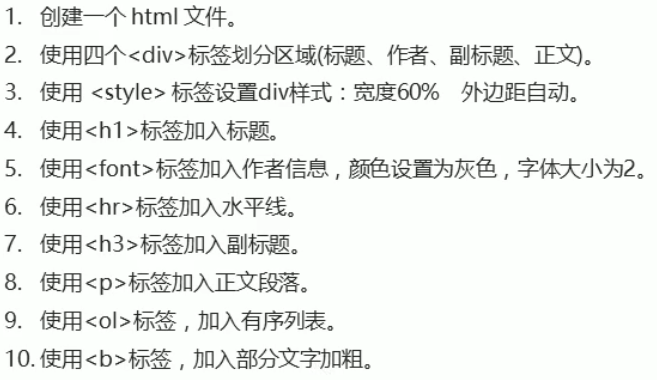 1. 创建一个 html 文件。
2. 使用四个<div>标签划分区域(标题、作者、副标题、正文)。
3. 使用 <style> 标签设置div样式：宽度60%　外边距自动。
4. 使用<h1>标签加入标题。
5. 使用<font>标签加入作者信息，颜色设置为灰色，字体大小为2。
6. 使用<hr>标签加入水平线。
7. 使用<h3>标签加入副标题。
8. 使用<p>标签加入正文段落。
9. 使用<ol>标签，加入有序列表。
10. 使用<b>标签，加入部分文字加粗。